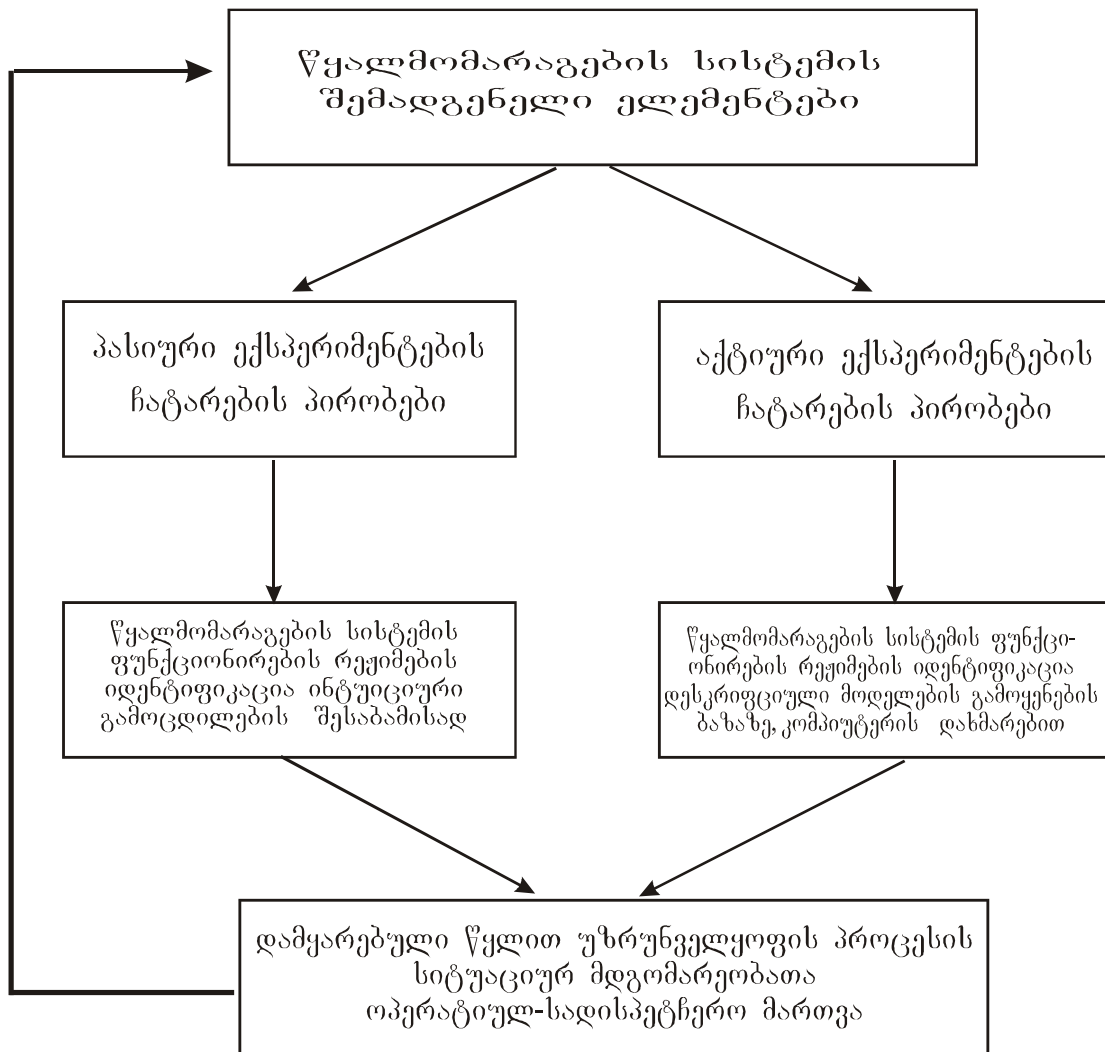 წყალმომარაგების სისტემის
შემადგენელი ელემენტები
პასიური ექსპერიმენტების
ჩატარების პირობები
აქტიური ექსპერიმენტების
ჩატარების პირობები
წყალმომარაგების სისტემის
ფუნქციონირების რეჟიმების
იდენტიფიკაცია ინტუიციური
გამოცდილების შესაბამისად
წყალმომარაგების სისტემის ფუნქცი-
ონირების რეჟიმების იდენტიფიკაცია
დესკრიფციული მოდელების გამოყენების
ბაზაზე, კომპიუტერის დახმარებით
დამყარებული წყლით უზრუნველყოფის პროცესის
სიტუაციურ მდგომარეობათა
ოპერატიულ-სადისპეტჩერო მართვა